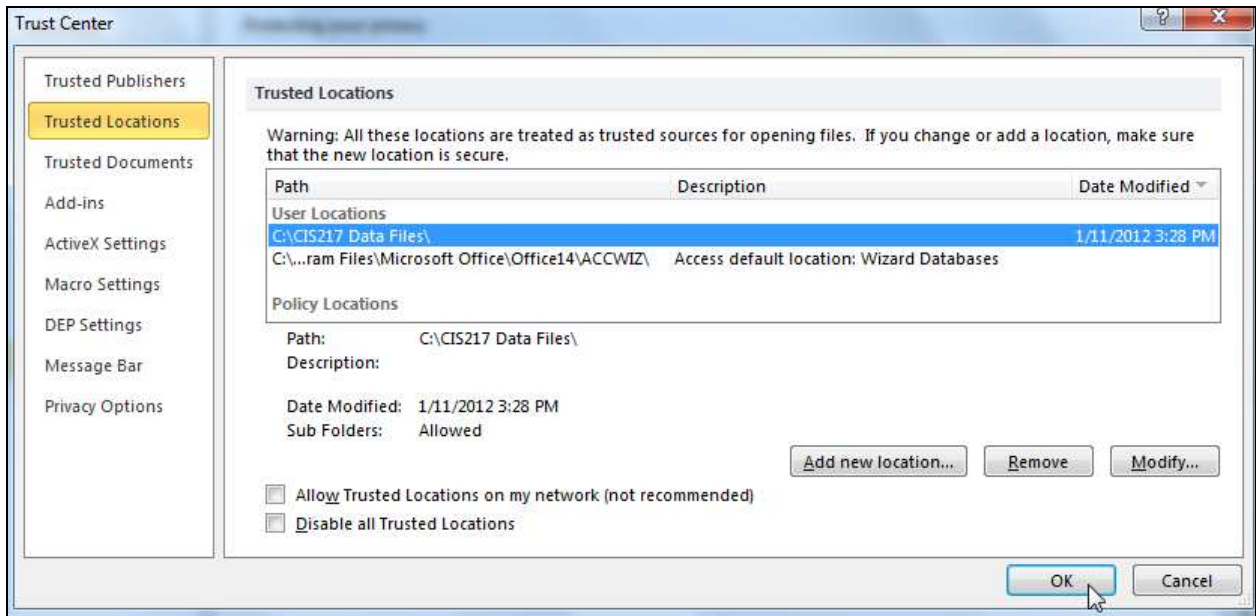 Trust Center
?
Trusted Publishers
Trusted Locations
Trusted Documents
Add-ins
ActiveX Settings
Macro Settings
DEP Settings
Message Bar
Privacy Options
Trusted Locations
Warning: All these locations are treated as trusted sources for opening files. If you change or add a location, make sure
that the new location is secure.
Path Description Date Modified
User Locations
C:\CIS217 Data Files\ 1/11/2012 3:28 PM
C:\...ram Files\Microsoft Office\Office14\ACCWIZ\ Access default location: Wizard Databases
Policy Locations
Path: C:\CIS217 Data Files\
Description:
Date Modified: 1/11/2012 3:28 PM
Sub Folders: Allowed
Add new location... Remove Modify...
Allow Trusted Locations on my network (not recommended)
Disable all Trusted Locations
OK Cancel